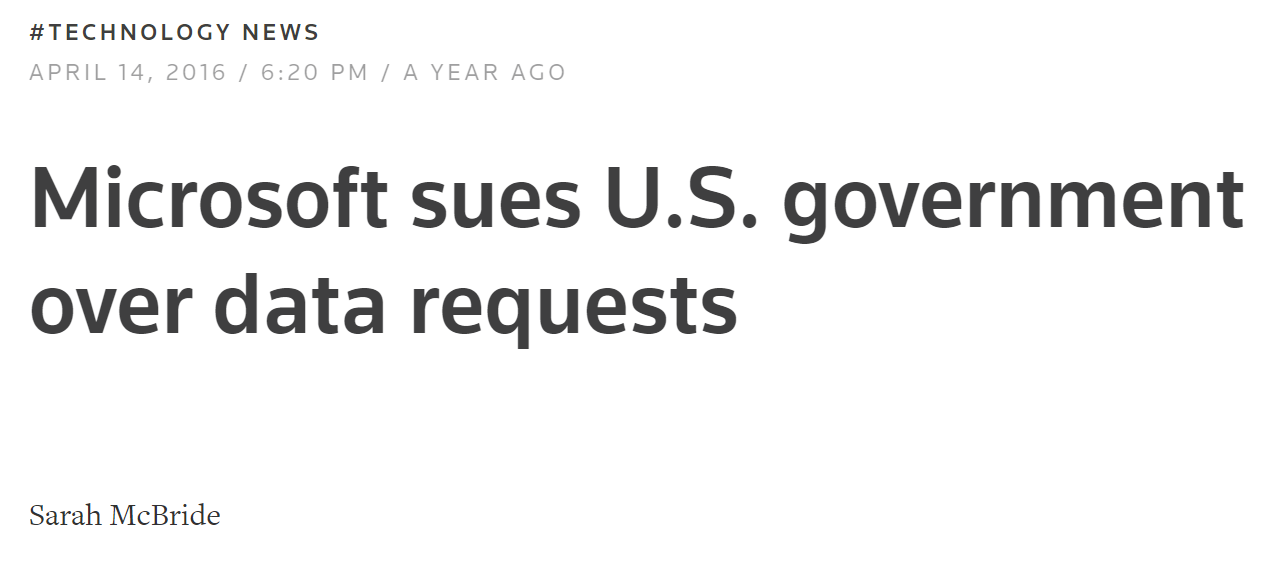 #TECHNOLOGY NEWS
APRIL 14, 2016 / 6:20 PM / A YEAR AGO
Microsoft sues U.S. government
over data requests
Sarah McBride